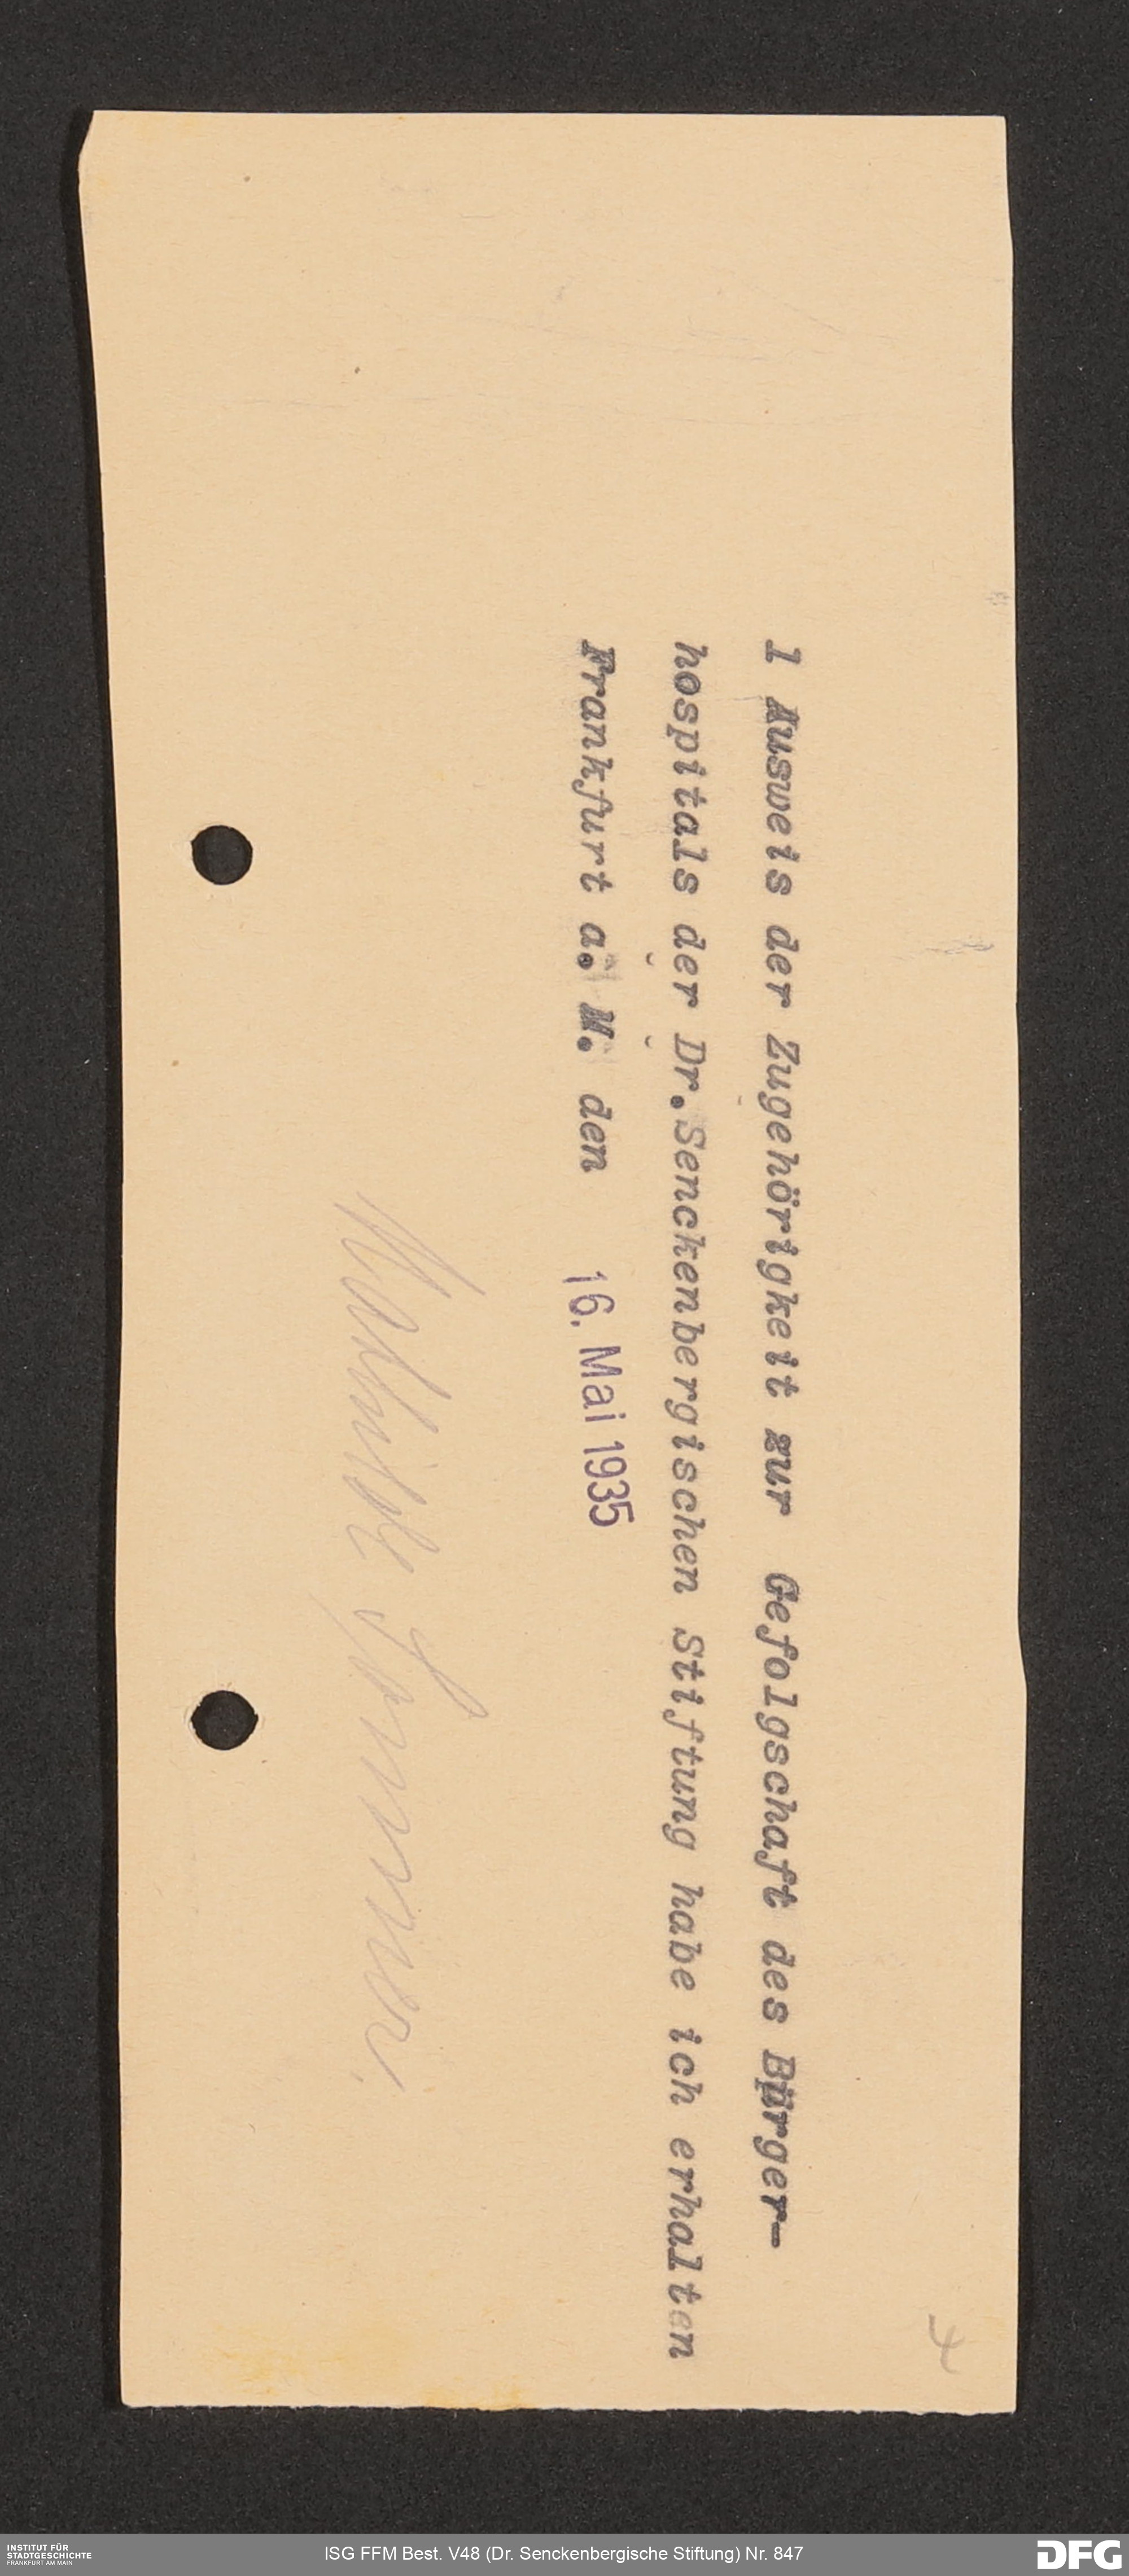 4
1 Ausweis der Zugehörigkeit zur Gefolgschaft des Bürger-
hospitals der Dr.Senckenbergischen Stiftung habe ich erhalten
Frankfurt a. M. den 16. Mai 1935
INSTITUT FÜR
STADTGESCHICHTE
FRANKFURT AM MAIN
ISG FFM Best. V48 (Dr. Senckenbergische Stiftung) Nr. 847
DFG